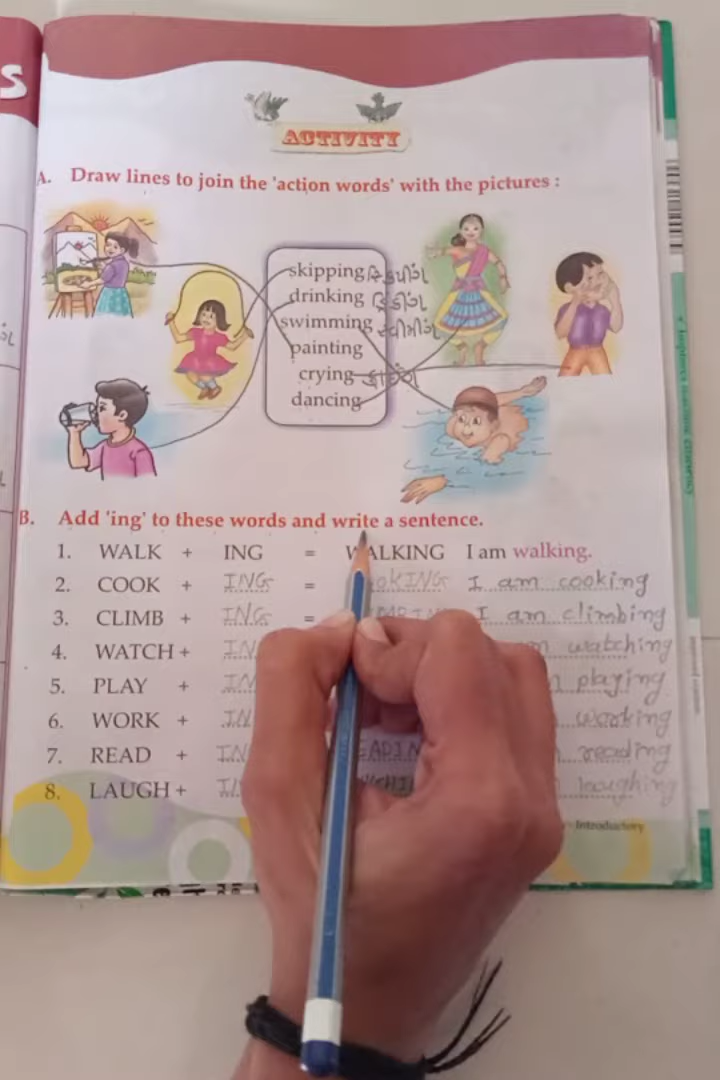 S
ACTIVITY
A. Draw lines to join the 'action words' with the pictures :
skipping
drinking
swimming
painting
crying
dancing
B. Add 'ing' to these words and write a sentence.
1. WALK + ING = WALKING I am walking.
2. COOK + ING = I am cooking
3. CLIMB + ING = I am climbing
4. WATCH + watching
5. PLAY + playing
6. WORK + working
7. READ + reading
8. LAUGH + laughing
Introductory